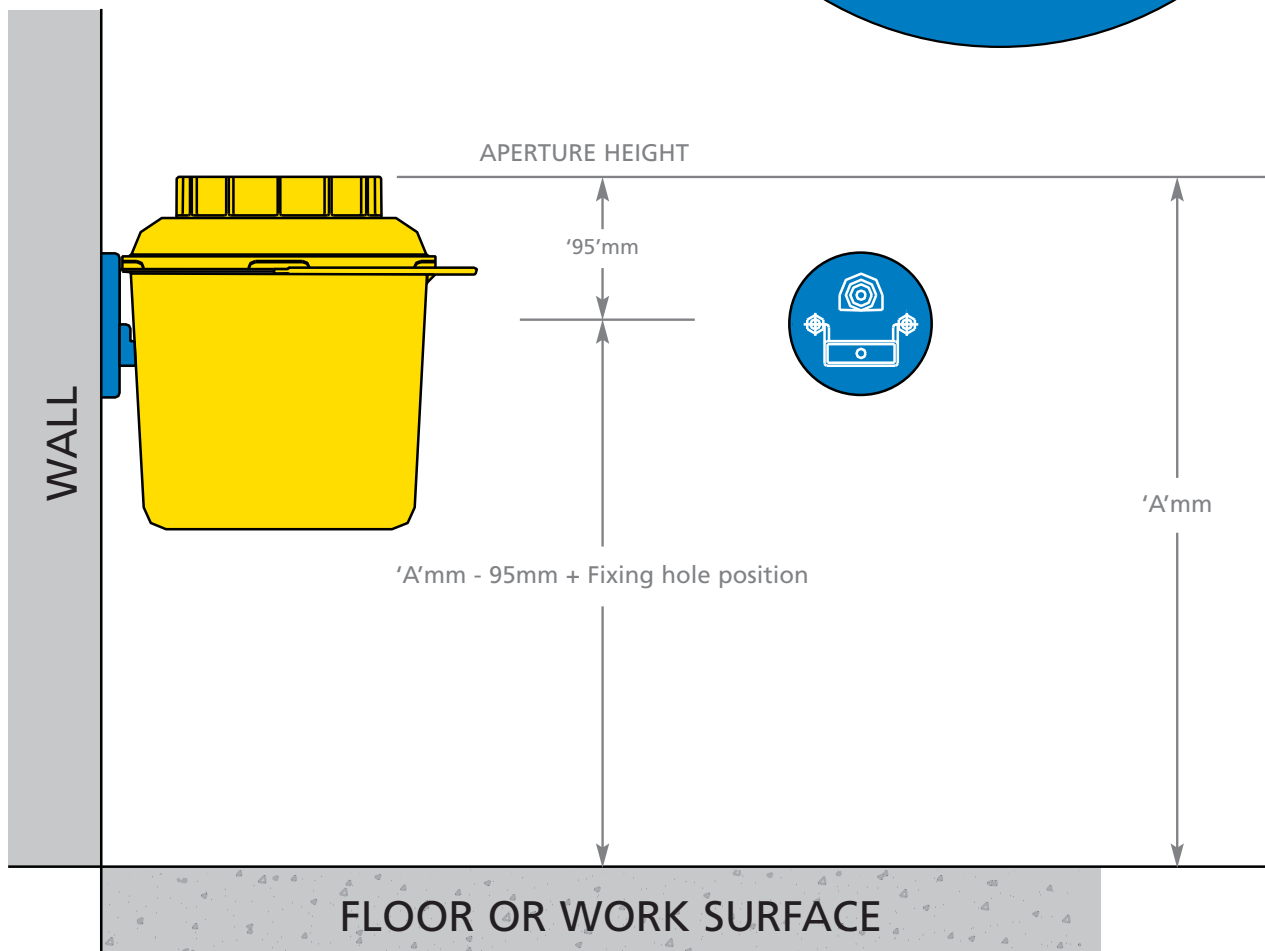 APERTURE HEIGHT
‘95’mm
WALL
‘A’mm
‘A’mm - 95mm + Fixing hole position
FLOOR OR WORK SURFACE